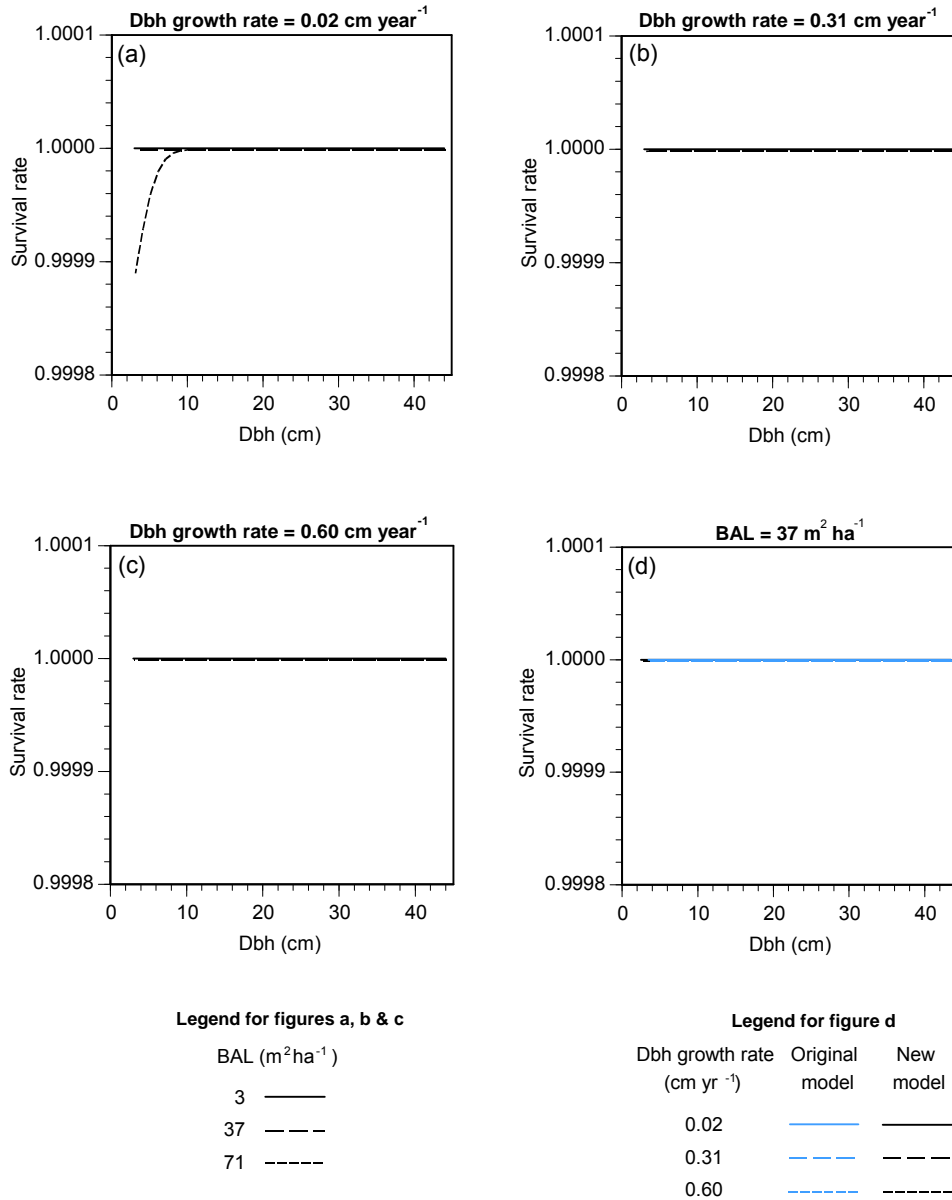 Dbh growth rate = 0.02 cm year-1
(a)
1.0001
1.0000
0.9999
0.9998
Survival rate
0 10 20 30 40
Dbh (cm)
Dbh growth rate = 0.31 cm year-1
(b)
1.0001
1.0000
0.9999
0.9998
Survival rate
0 10 20 30 40
Dbh (cm)
Dbh growth rate = 0.60 cm year-1
(c)
1.0001
1.0000
0.9999
0.9998
Survival rate
0 10 20 30 40
Dbh (cm)
BAL = 37 m2 ha-1
(d)
1.0001
1.0000
0.9999
0.9998
Survival rate
0 10 20 30 40
Dbh (cm)
Legend for figures a, b & c
BAL (m2 ha-1 )
3
37
71
Legend for figure d
Dbh growth rate Original New
(cm yr -1) model model
0.02
0.31
0.60